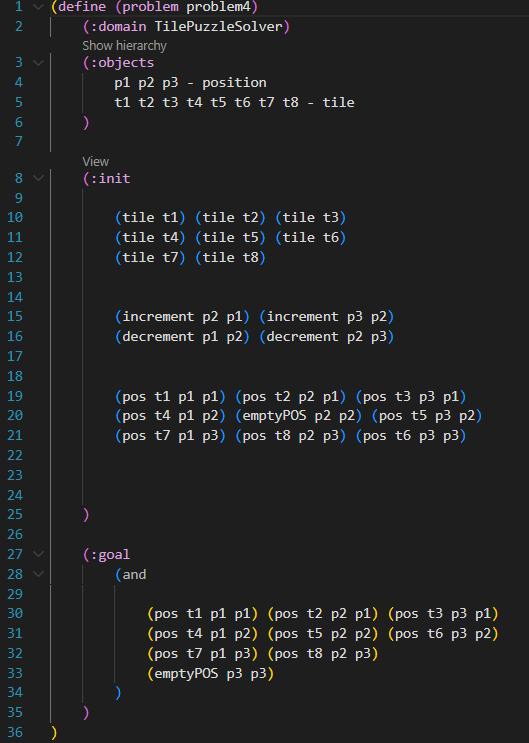 1 (define (problem problem4)
2 (:domain TilePuzzleSolver)
Show hierarchy
3 (:objects
4 p1 p2 p3 - position
5 t1 t2 t3 t4 t5 t6 t7 t8 - tile
6 )
7
View
8 (:init
9
10 (tile t1) (tile t2) (tile t3)
11 (tile t4) (tile t5) (tile t6)
12 (tile t7) (tile t8)
13
14
15 (increment p2 p1) (increment p3 p2)
16 (decrement p1 p2) (decrement p2 p3)
17
18
19 (pos t1 p1 p1) (pos t2 p2 p1) (pos t3 p3 p1)
20 (pos t4 p1 p2) (emptyPOS p2 p2) (pos t5 p3 p2)
21 (pos t7 p1 p3) (pos t8 p2 p3) (pos t6 p3 p3)
22
23
24
25 )
26
27 (:goal
28 (and
29
30 (pos t1 p1 p1) (pos t2 p2 p1) (pos t3 p3 p1)
31 (pos t4 p1 p2) (pos t5 p2 p2) (pos t6 p3 p2)
32 (pos t7 p1 p3) (pos t8 p2 p3)
33 (emptyPOS p3 p3)
34 )
35 )
36 )